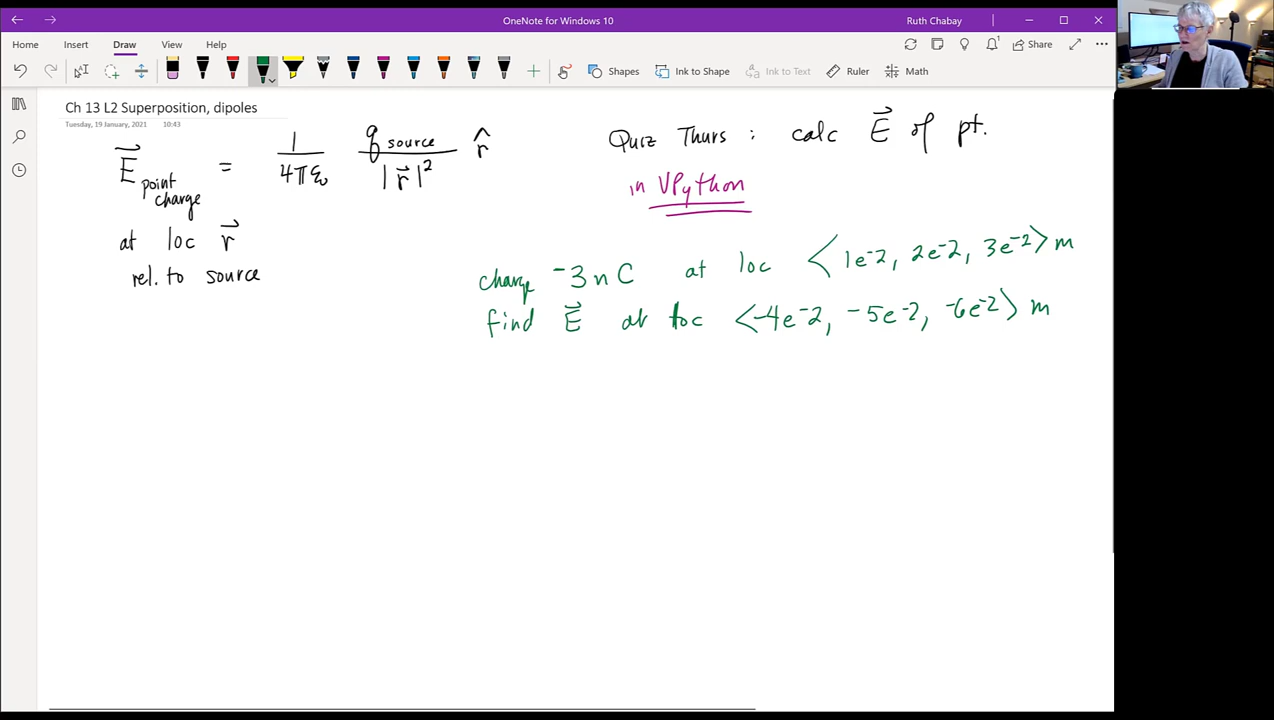 OneNote for Windows 10
Ruth Chabay
Home Insert Draw View Help
Share
Shapes Ink to Shape Ink to Text Ruler Math
Ch 13 L2 Superposition, dipoles
Tuesday, 19 January, 2021 10:43
E⃗ point charge = 1/(4πε₀) q source/|r⃗|² r̂
at loc r⃗
rel. to source
Quiz Thurs : calc E⃗ of pt.
in VPython
charge -3 nC at loc <1e-2, 2e-2, 3e-2> m
find E⃗ at loc <-4e-2, -5e-2, -6e-2> m